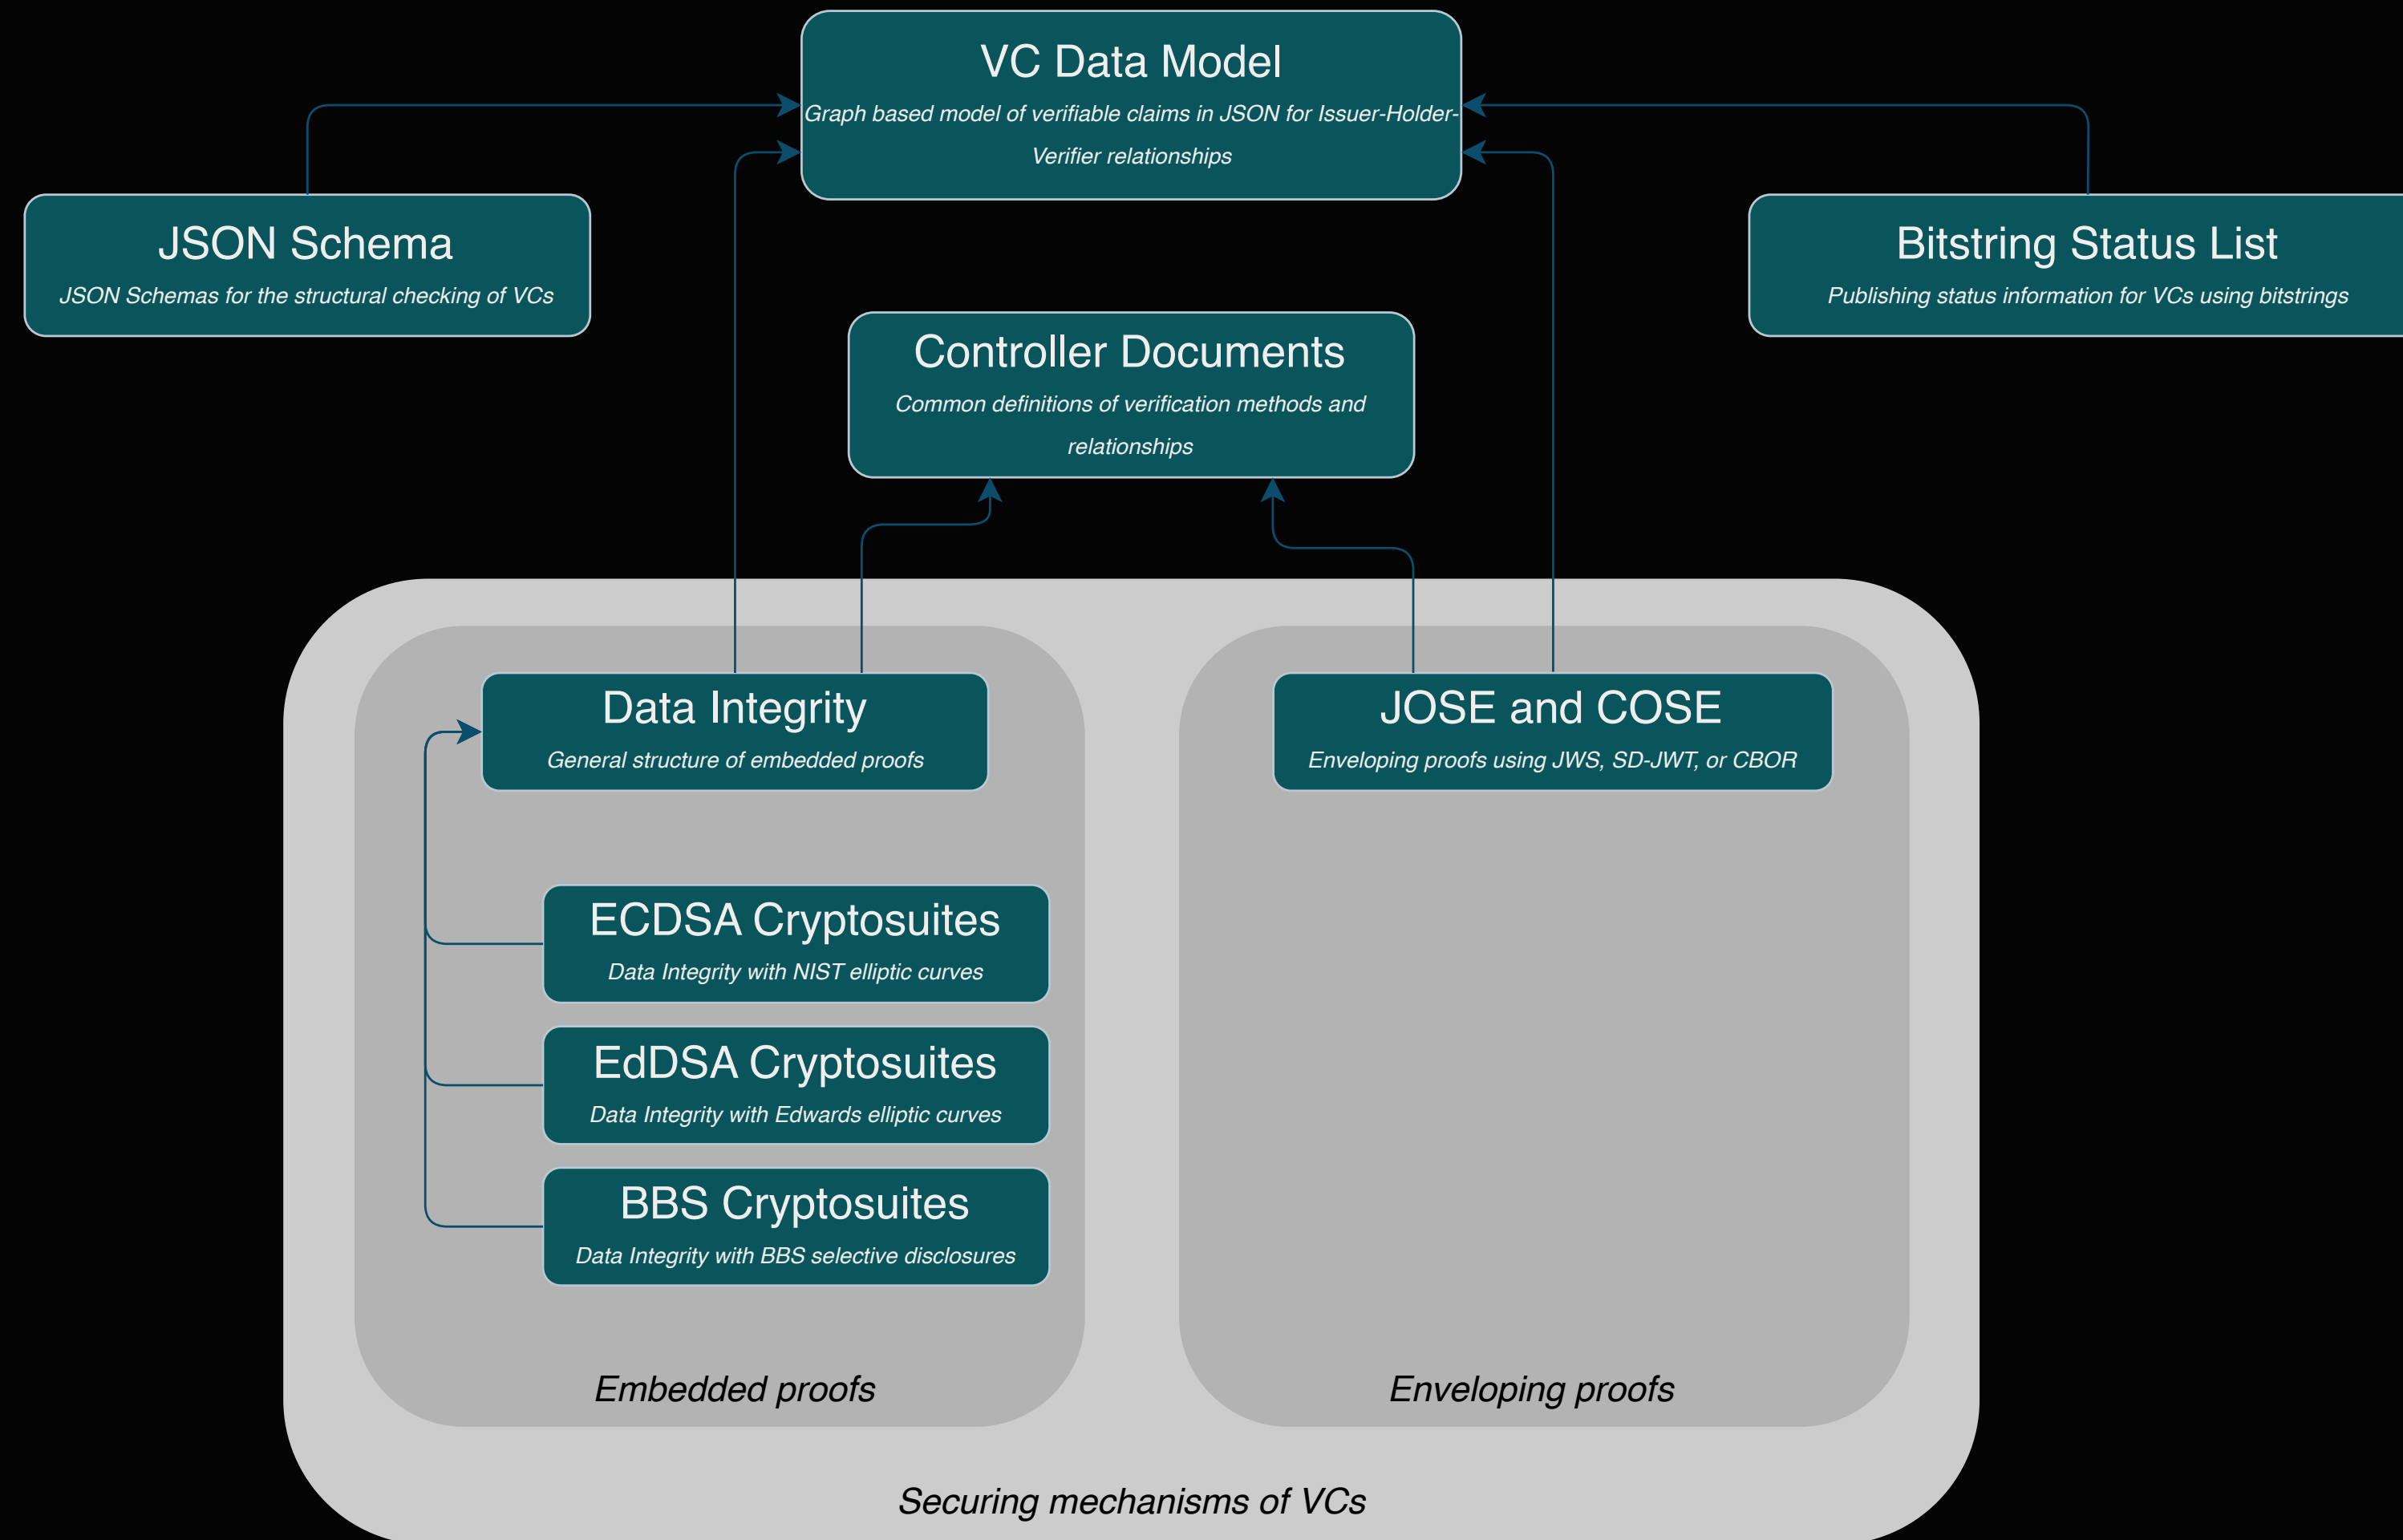 VC Data Model
Graph based model of verifiable claims in JSON for Issuer-Holder-
Verifier relationships
JSON Schema
JSON Schemas for the structural checking of VCs
Bitstring Status List
Publishing status information for VCs using bitstrings
Controller Documents
Common definitions of verification methods and
relationships
Data Integrity
General structure of embedded proofs
JOSE and COSE
Enveloping proofs using JWS, SD-JWT, or CBOR
ECDSA Cryptosuites
Data Integrity with NIST elliptic curves
EdDSA Cryptosuites
Data Integrity with Edwards elliptic curves
BBS Cryptosuites
Data Integrity with BBS selective disclosures
Embedded proofs
Enveloping proofs
Securing mechanisms of VCs